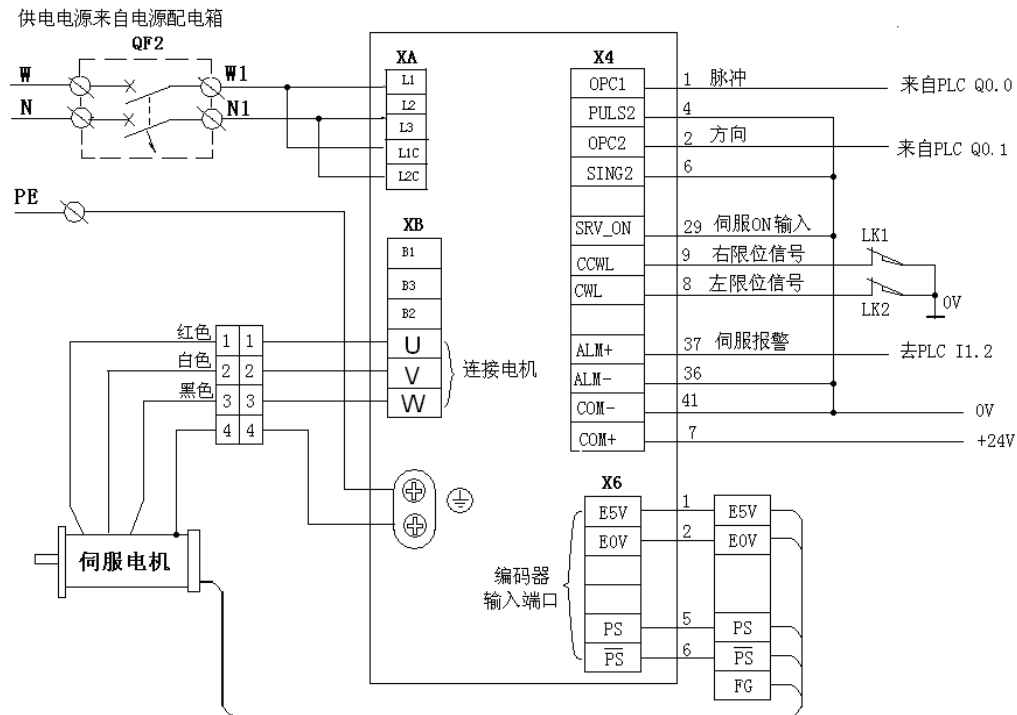 供电电源来自电源配电箱
QF2
W
W1
N
N1
PE
XA
L1
L2
L3
L1C
L2C
XB
B1
B3
B2
U
V
W
连接电机
红色
白色
黑色
1 1
2 2
3 3
4 4
伺服电机
X4
OPC1 1 脉冲 来自PLC Q0.0
PULS2 4
OPC2 2 方向 来自PLC Q0.1
SING2 6
SRV_ON 29 伺服ON输入
CCWL 9 右限位信号 LK1
CWL 8 左限位信号 LK2
0V
ALM+ 37 伺服报警 去PLC I1.2
ALM- 36
COM- 41 0V
COM+ 7 +24V
X6
E5V 1 E5V
E0V 2 E0V
编码器
输入端口
PS 5 PS
P̅S̅ 6 P̅S̅
FG